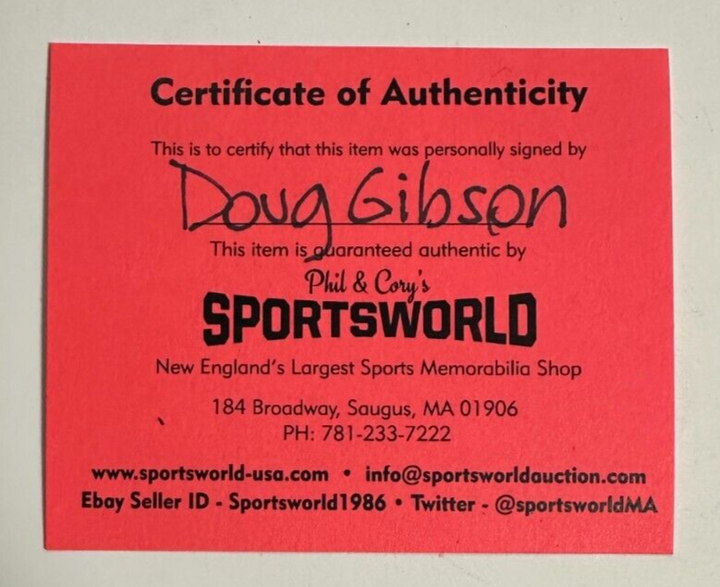 Certificate of Authenticity
This is to certify that this item was personally signed by
Doug Gibson
This item is guaranteed authentic by
Phil & Cory's
SPORTSWORLD
New England's Largest Sports Memorabilia Shop
184 Broadway, Saugus, MA 01906
PH: 781-233-7222
www.sportsworld-usa.com • info@sportsworldauction.com
Ebay Seller ID - Sportsworld1986 • Twitter - @sportsworldMA